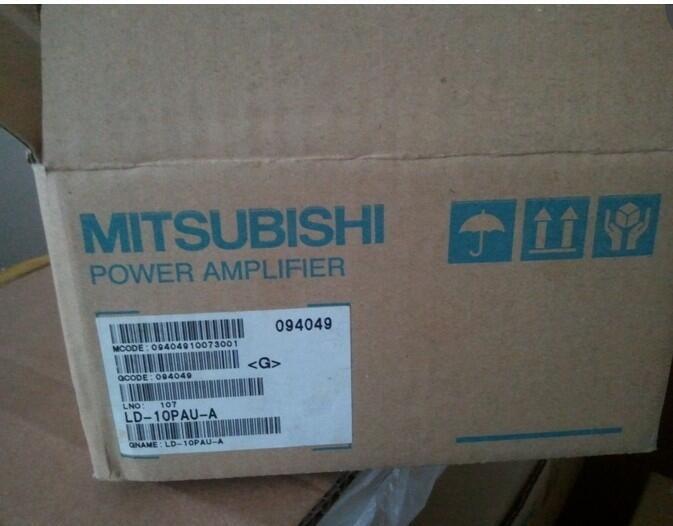 MITSUBISHI
POWER AMPLIFIER
094049
MCODE: 09404910073001
<G>
GCODE: 094049
LNO: 107
LD-10PAU-A
GNAME: LD-10PAU-A